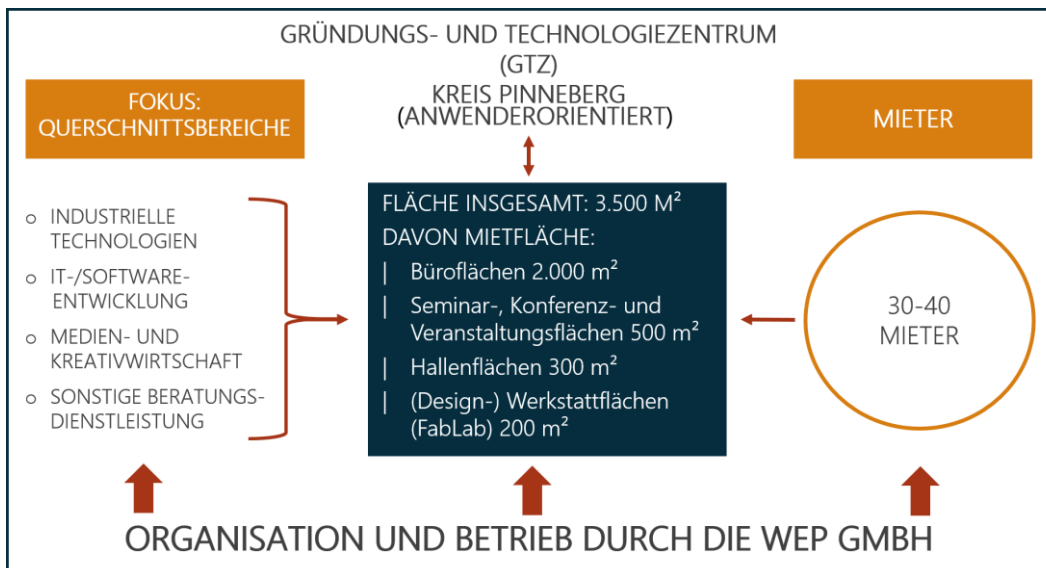 GRÜNDUNGS- UND TECHNOLOGIEZENTRUM
(GTZ)
KREIS PINNEBERG
(ANWENDERORIENTIERT)
FOKUS:
QUERSCHNITTSBEREICHE
o INDUSTRIELLE
TECHNOLOGIEN
o IT-/SOFTWARE-
ENTWICKLUNG
o MEDIEN- UND
KREATIVWIRTSCHAFT
o SONSTIGE BERATUNGS-
DIENSTLEISTUNG
FLÄCHE INSGESAMT: 3.500 M²
DAVON MIETFLÄCHE:
| Büroflächen 2.000 m²
| Seminar-, Konferenz- und
Veranstaltungsflächen 500 m²
| Hallenflächen 300 m²
| (Design-) Werkstattflächen
(FabLab) 200 m²
MIETER
30-40
MIETER
ORGANISATION UND BETRIEB DURCH DIE WEP GMBH